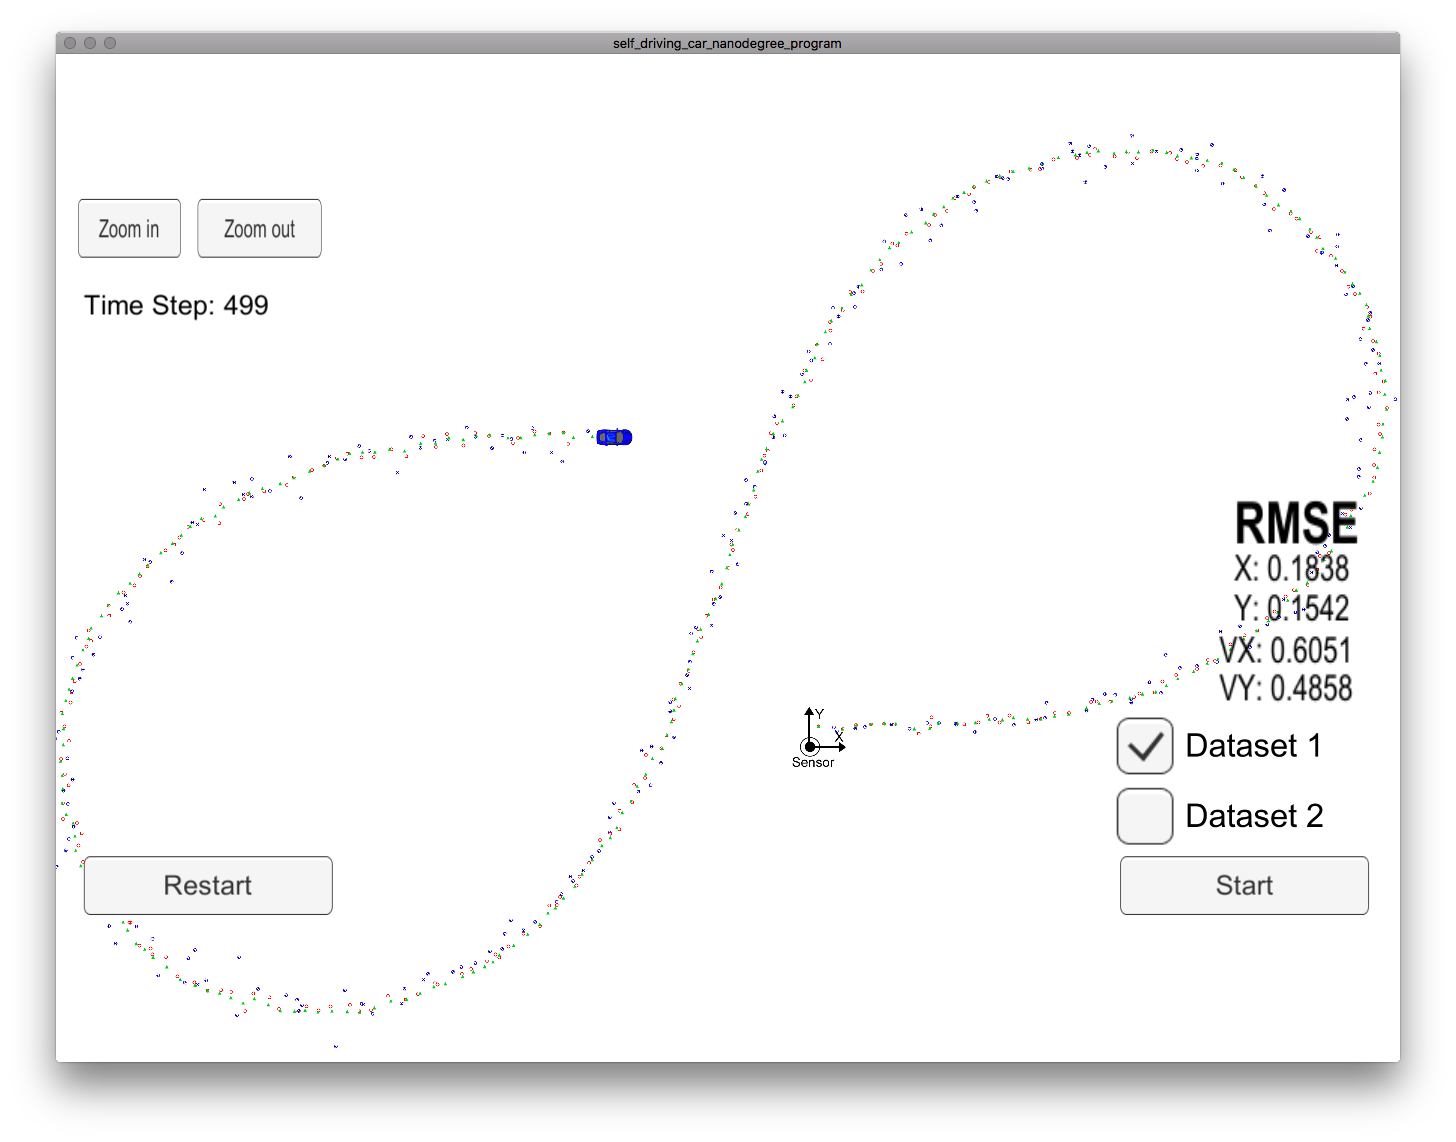 self_driving_car_nanodegree_program
Zoom in
Zoom out
Time Step: 499
RMSE
X: 0.1838
Y: 0.1542
VX: 0.6051
VY: 0.4858
Y
X
Sensor
Dataset 1
Dataset 2
Restart
Start